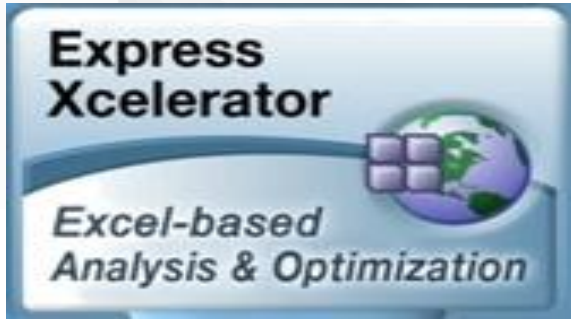 Express
Xcelerator
Excel-based
Analysis & Optimization